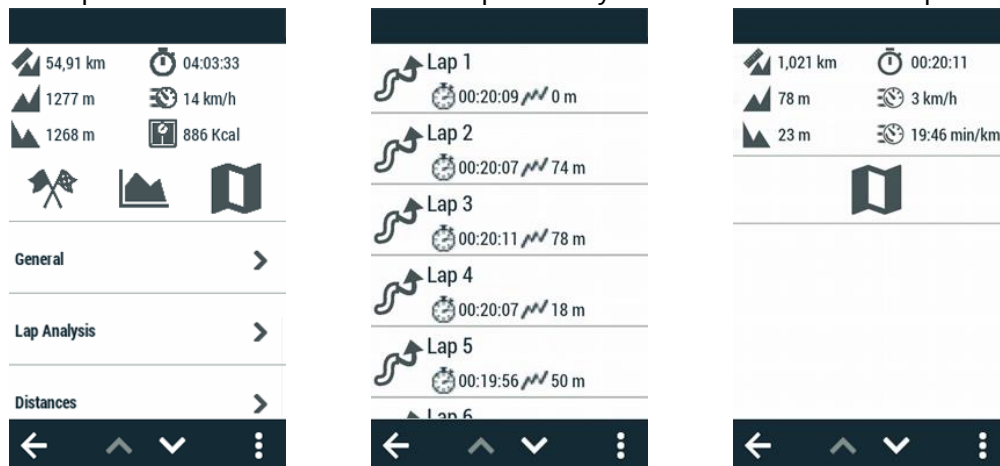 54,91 km 04:03:33
1277 m 14 km/h
1268 m 886 Kcal
General
Lap Analysis
Distances
Lap 1
00:20:09 0 m
Lap 2
00:20:07 74 m
Lap 3
00:20:11 78 m
Lap 4
00:20:07 18 m
Lap 5
00:19:56 50 m
Lap 6
1,021 km 00:20:11
78 m 3 km/h
23 m 19:46 min/km